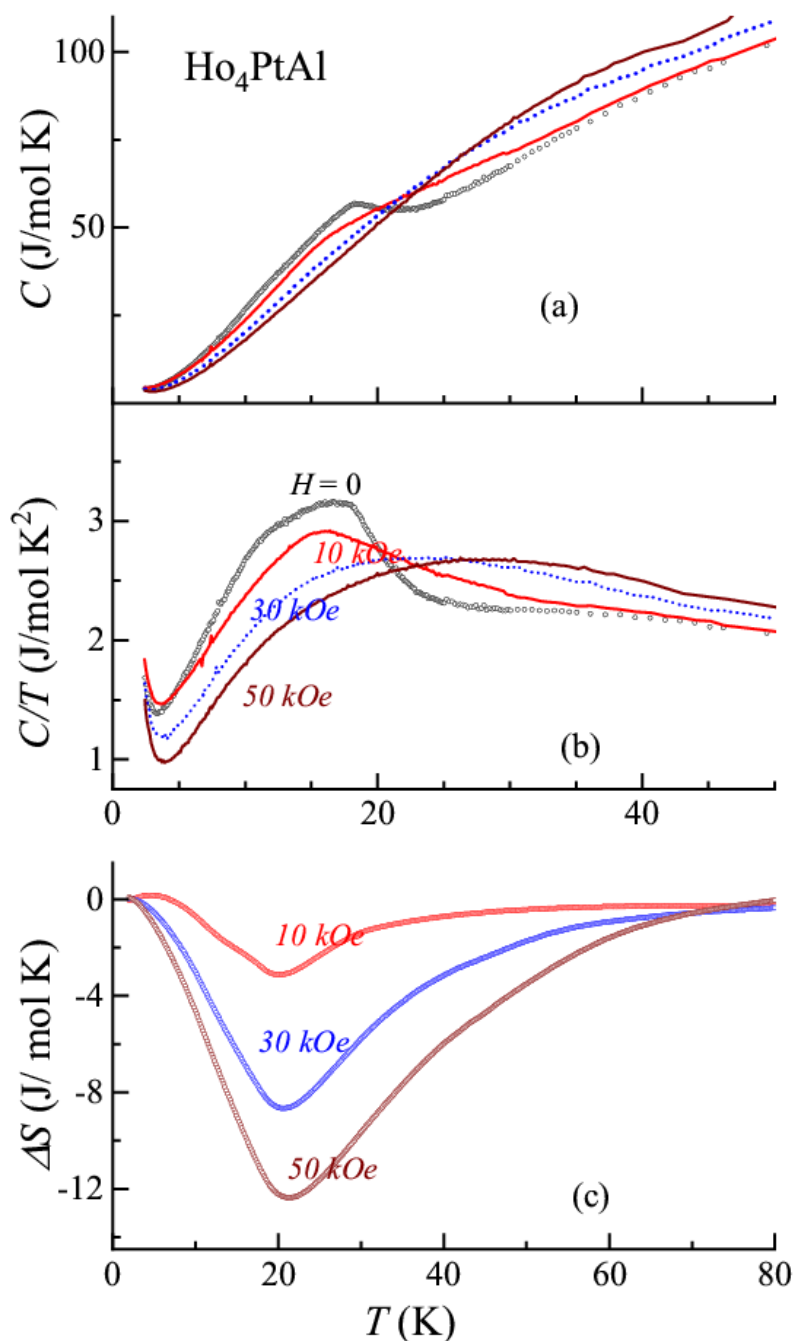 Ho₄PtAl
100
50
C (J/mol K)
(a)
H = 0
10 kOe
30 kOe
50 kOe
3
2
1
C/T (J/mol K²)
(b)
0 20 40
0
-4
-8
-12
ΔS (J/ mol K)
10 kOe
30 kOe
50 kOe
(c)
0 20 40 60 80
T (K)